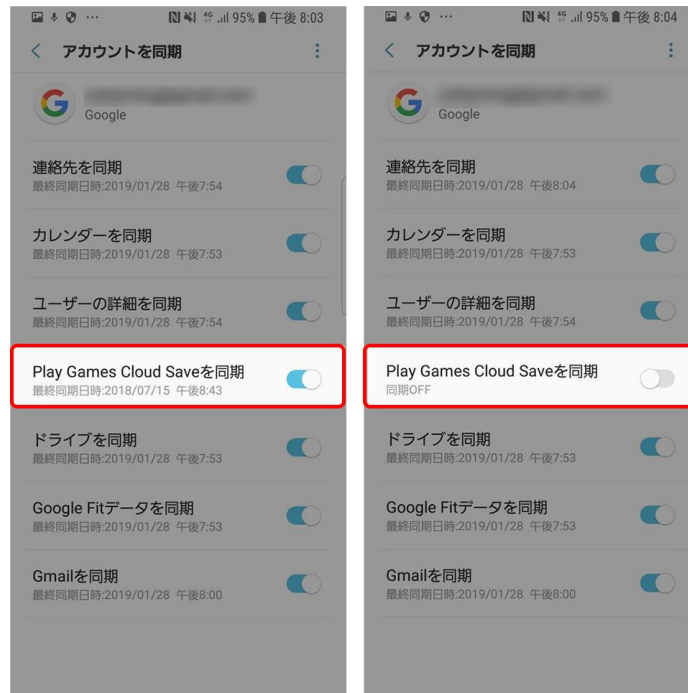 95% 午後 8:03
アカウントを同期
Google
連絡先を同期
最終同期日時:2019/01/28 午後7:54
カレンダーを同期
最終同期日時:2019/01/28 午後7:53
ユーザーの詳細を同期
最終同期日時:2019/01/28 午後7:54
Play Games Cloud Saveを同期
最終同期日時:2018/07/15 午後8:43
ドライブを同期
最終同期日時:2019/01/28 午後7:53
Google Fitデータを同期
最終同期日時:2019/01/28 午後7:53
Gmailを同期
最終同期日時:2019/01/28 午後8:00
95% 午後 8:04
アカウントを同期
Google
連絡先を同期
最終同期日時:2019/01/28 午後8:04
カレンダーを同期
最終同期日時:2019/01/28 午後7:53
ユーザーの詳細を同期
最終同期日時:2019/01/28 午後7:54
Play Games Cloud Saveを同期
同期OFF
ドライブを同期
最終同期日時:2019/01/28 午後7:53
Google Fitデータを同期
最終同期日時:2019/01/28 午後7:53
Gmailを同期
最終同期日時:2019/01/28 午後8:00